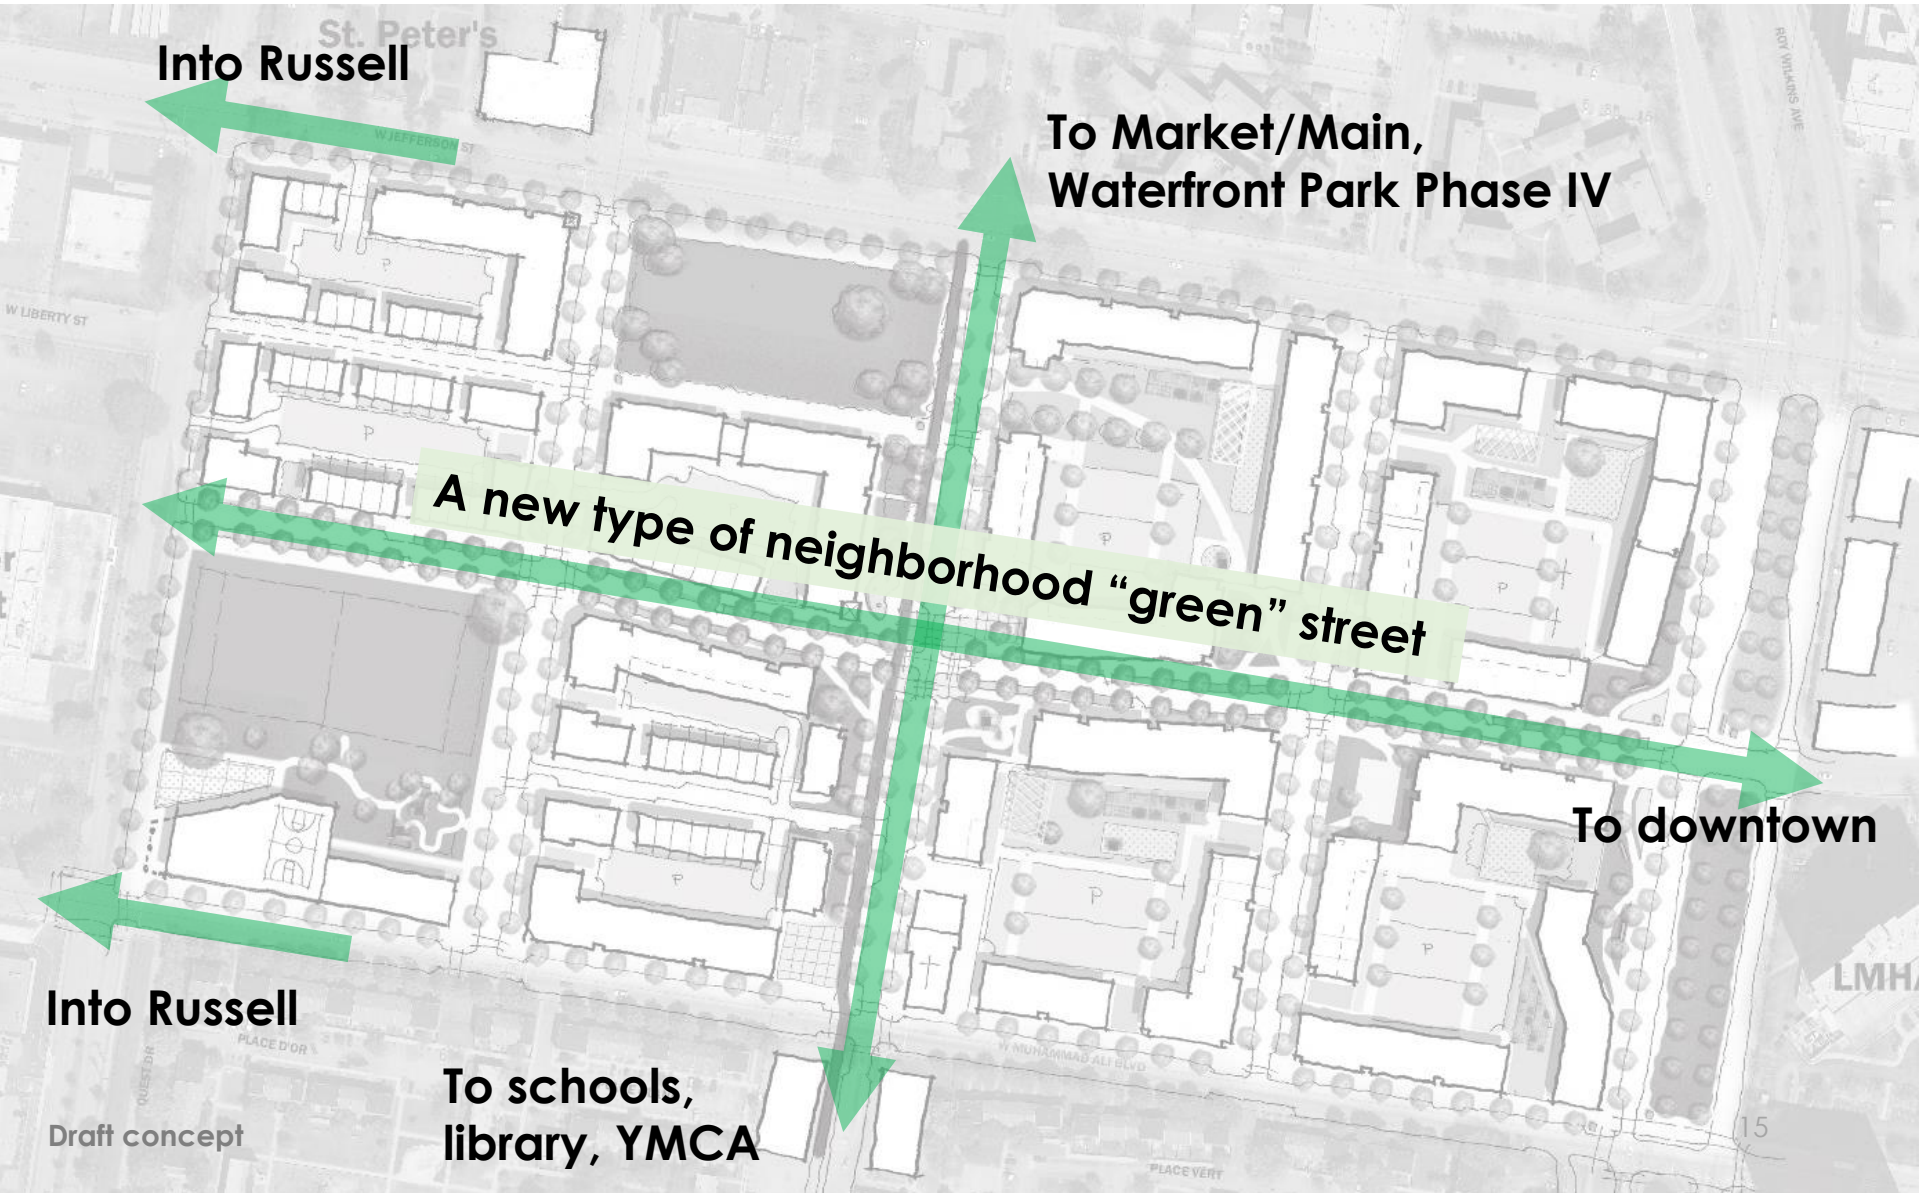 St. Peter's
Into Russell
W JEFFERSON ST
ROY WILKINS AVE
To Market/Main,
Waterfront Park Phase IV
P
W LIBERTY ST
P
A new type of neighborhood “green” street
P
P
To downtown
P
P
P
LMHA
Into Russell
PLACE D'OR
QUEST DR
W MUHAMMAD ALI BLVD
To schools,
library, YMCA
Draft concept
15
PLACE VERT